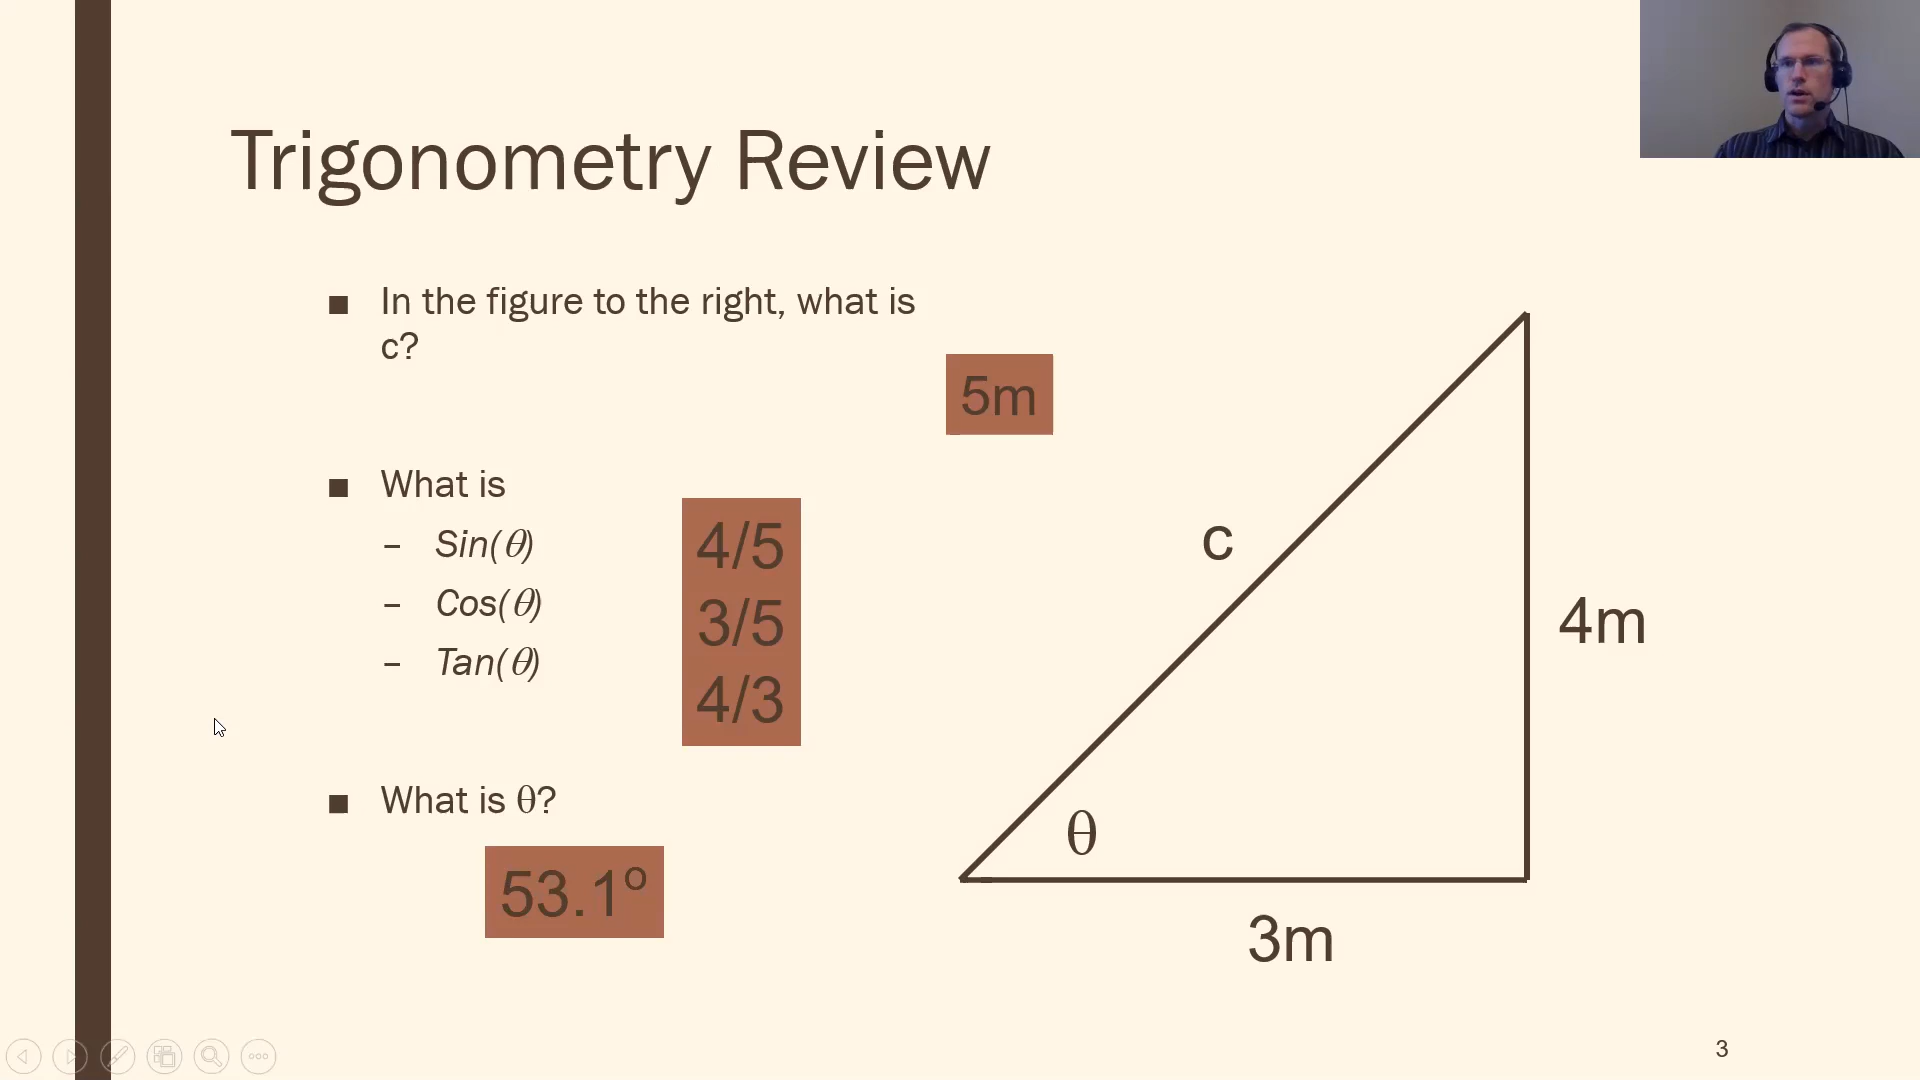 Trigonometry Review
■ In the figure to the right, what is
c?
5m
■ What is
– Sin(θ)
– Cos(θ)
– Tan(θ)
4/5
3/5
4/3
■ What is θ?
53.1º
c
4m
θ
3m
3